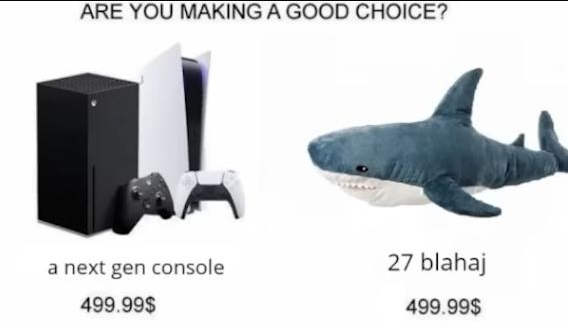 ARE YOU MAKING A GOOD CHOICE?
a next gen console
499.99$
27 blahaj
499.99$